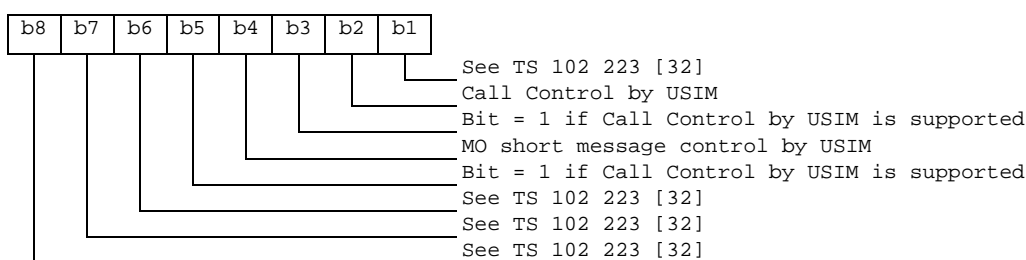 b8 b7 b6 b5 b4 b3 b2 b1
See TS 102 223 [32]
Call Control by USIM
Bit = 1 if Call Control by USIM is supported
MO short message control by USIM
Bit = 1 if Call Control by USIM is supported
See TS 102 223 [32]
See TS 102 223 [32]
See TS 102 223 [32]